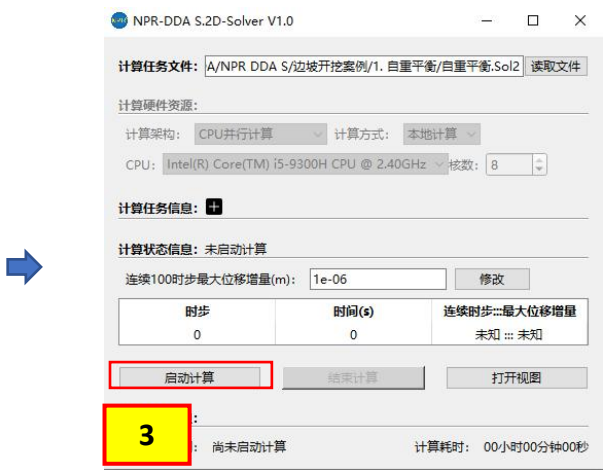 NPR-DDA S.2D-Solver V1.0
计算任务文件: A/NPR DDA S/边坡开挖案例/1. 自重平衡/自重平衡.Sol2 读取文件
计算硬件资源:
计算架构: CPU并行计算 计算方式: 本地计算
CPU: Intel(R) Core(TM) i5-9300H CPU @ 2.40GHz 核数: 8
计算任务信息:
计算状态信息: 未启动计算
连续100时步最大位移增量(m): 1e-06 修改
时步 时间(s) 连续时步:::最大位移增量
0 0 未知 ::: 未知
启动计算 结束计算 打开视图
3 :
: 尚未启动计算 计算耗时: 00小时00分钟00秒